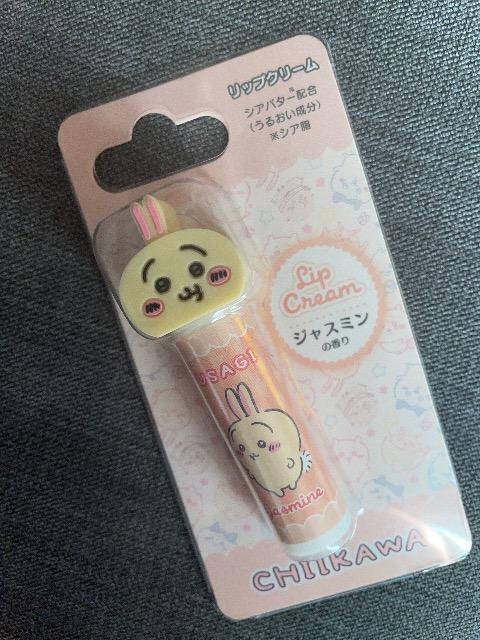 リップクリーム
シアバター※配合
(うるおい成分)
※シア脂
Lip
Cream
ジャスミン
の香り
USAGI
Jasmine
CHIIKAWA